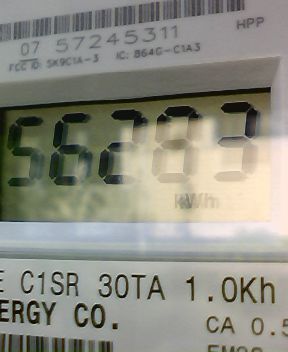 HPP
07 57245311
FCC ID: SK9C1A-3 IC: 864G-C1A3
56283
kWh
E C1SR 30TA 1.0Kh
ERGY CO.
CA 0.5